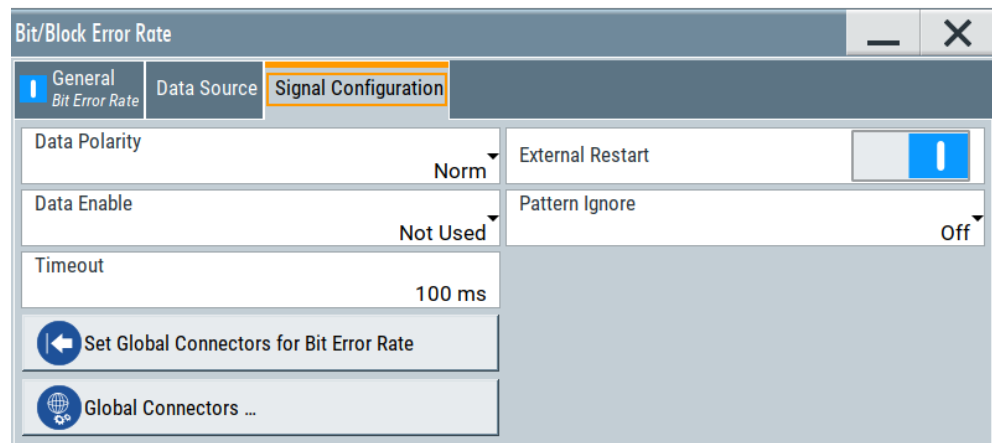 Bit/Block Error Rate
General
Bit Error Rate
Data Source
Signal Configuration
Data Polarity
Norm
External Restart
Data Enable
Not Used
Pattern Ignore
Off
Timeout
100 ms
Set Global Connectors for Bit Error Rate
Global Connectors ...